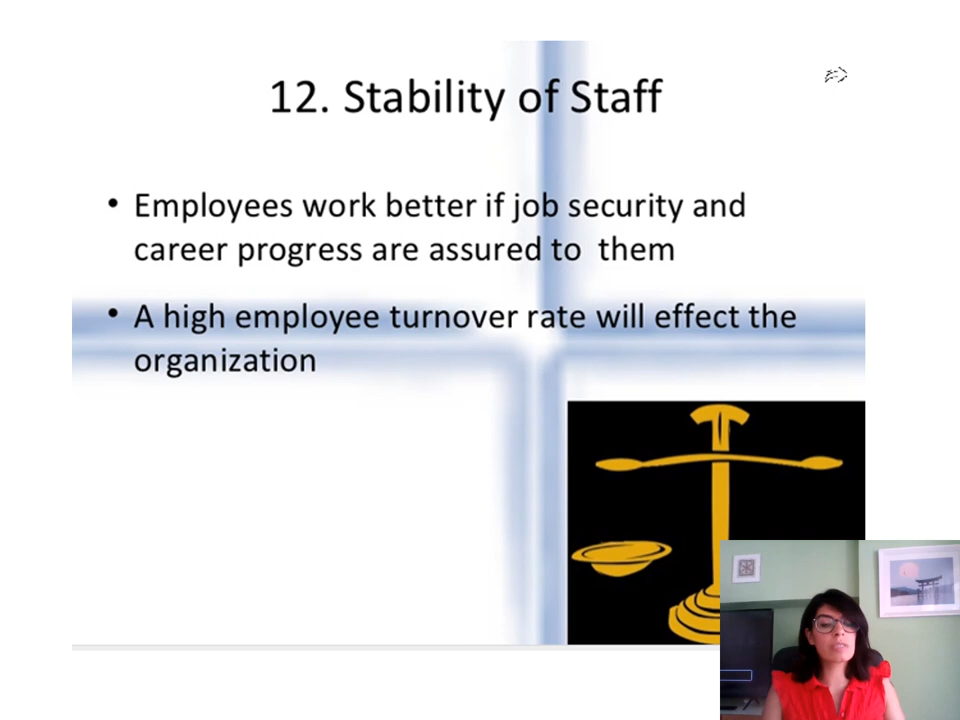 12. Stability of Staff
• Employees work better if job security and
career progress are assured to them
• A high employee turnover rate will effect the
organization